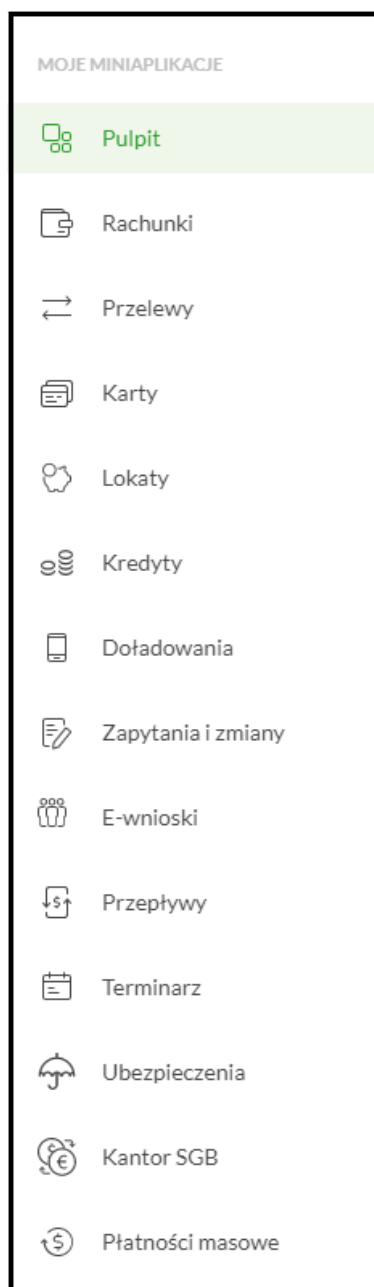 MOJE MINIAPLIKACJE
Pulpit
Rachunki
Przelewy
Karty
Lokaty
Kredyty
Doładowania
Zapytania i zmiany
E-wnioski
Przepływy
Terminarz
Ubezpieczenia
Kantor SGB
Płatności masowe